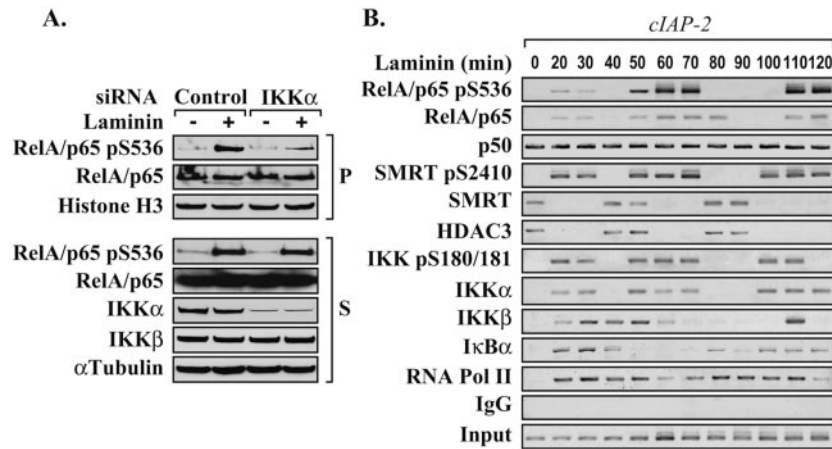 A.
siRNA Control IKKα
Laminin - + - +
RelA/p65 pS536
RelA/p65
Histone H3
P
RelA/p65 pS536
RelA/p65
IKKα
IKKβ
αTubulin
S
B.
cIAP-2
Laminin (min) 0 20 30 40 50 60 70 80 90 100 110 120
RelA/p65 pS536
RelA/p65
p50
SMRT pS2410
SMRT
HDAC3
IKK pS180/181
IKKα
IKKβ
IκBα
RNA Pol II
IgG
Input